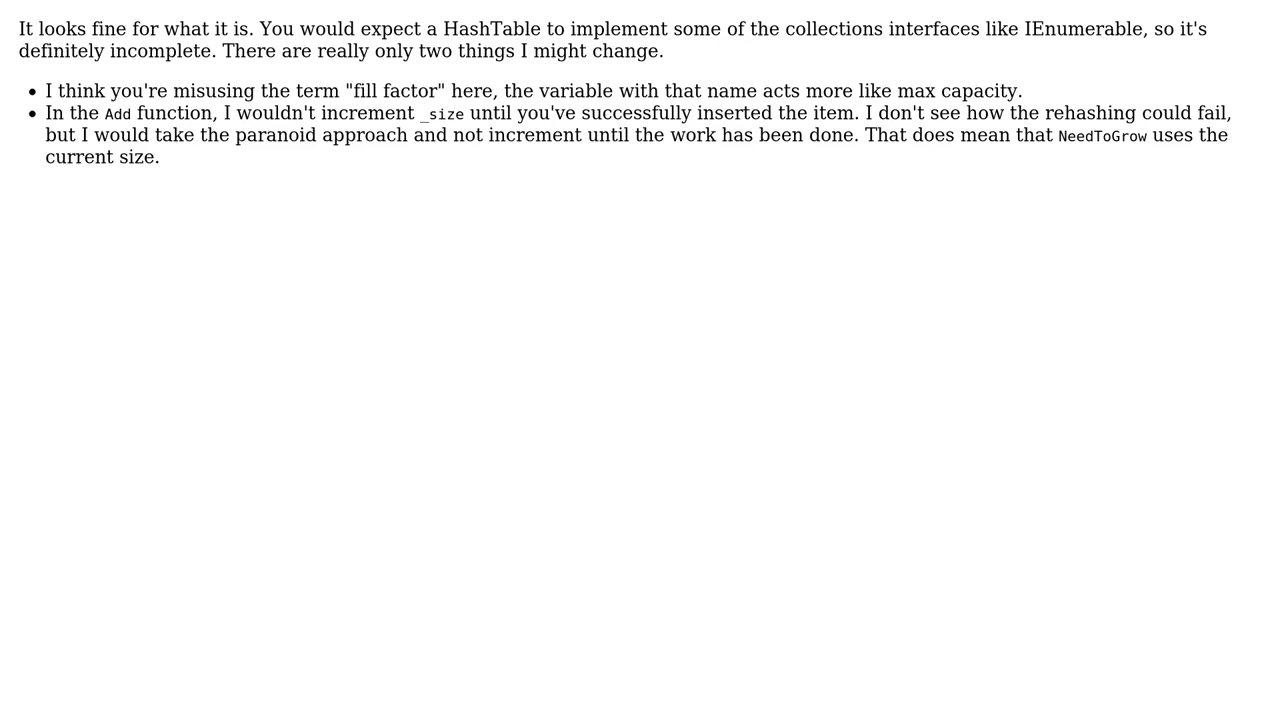 It looks fine for what it is. You would expect a HashTable to implement some of the collections interfaces like IEnumerable, so it's
definitely incomplete. There are really only two things I might change.
• I think you're misusing the term "fill factor" here, the variable with that name acts more like max capacity.
• In the Add function, I wouldn't increment _size until you've successfully inserted the item. I don't see how the rehashing could fail,
but I would take the paranoid approach and not increment until the work has been done. That does mean that NeedToGrow uses the
current size.